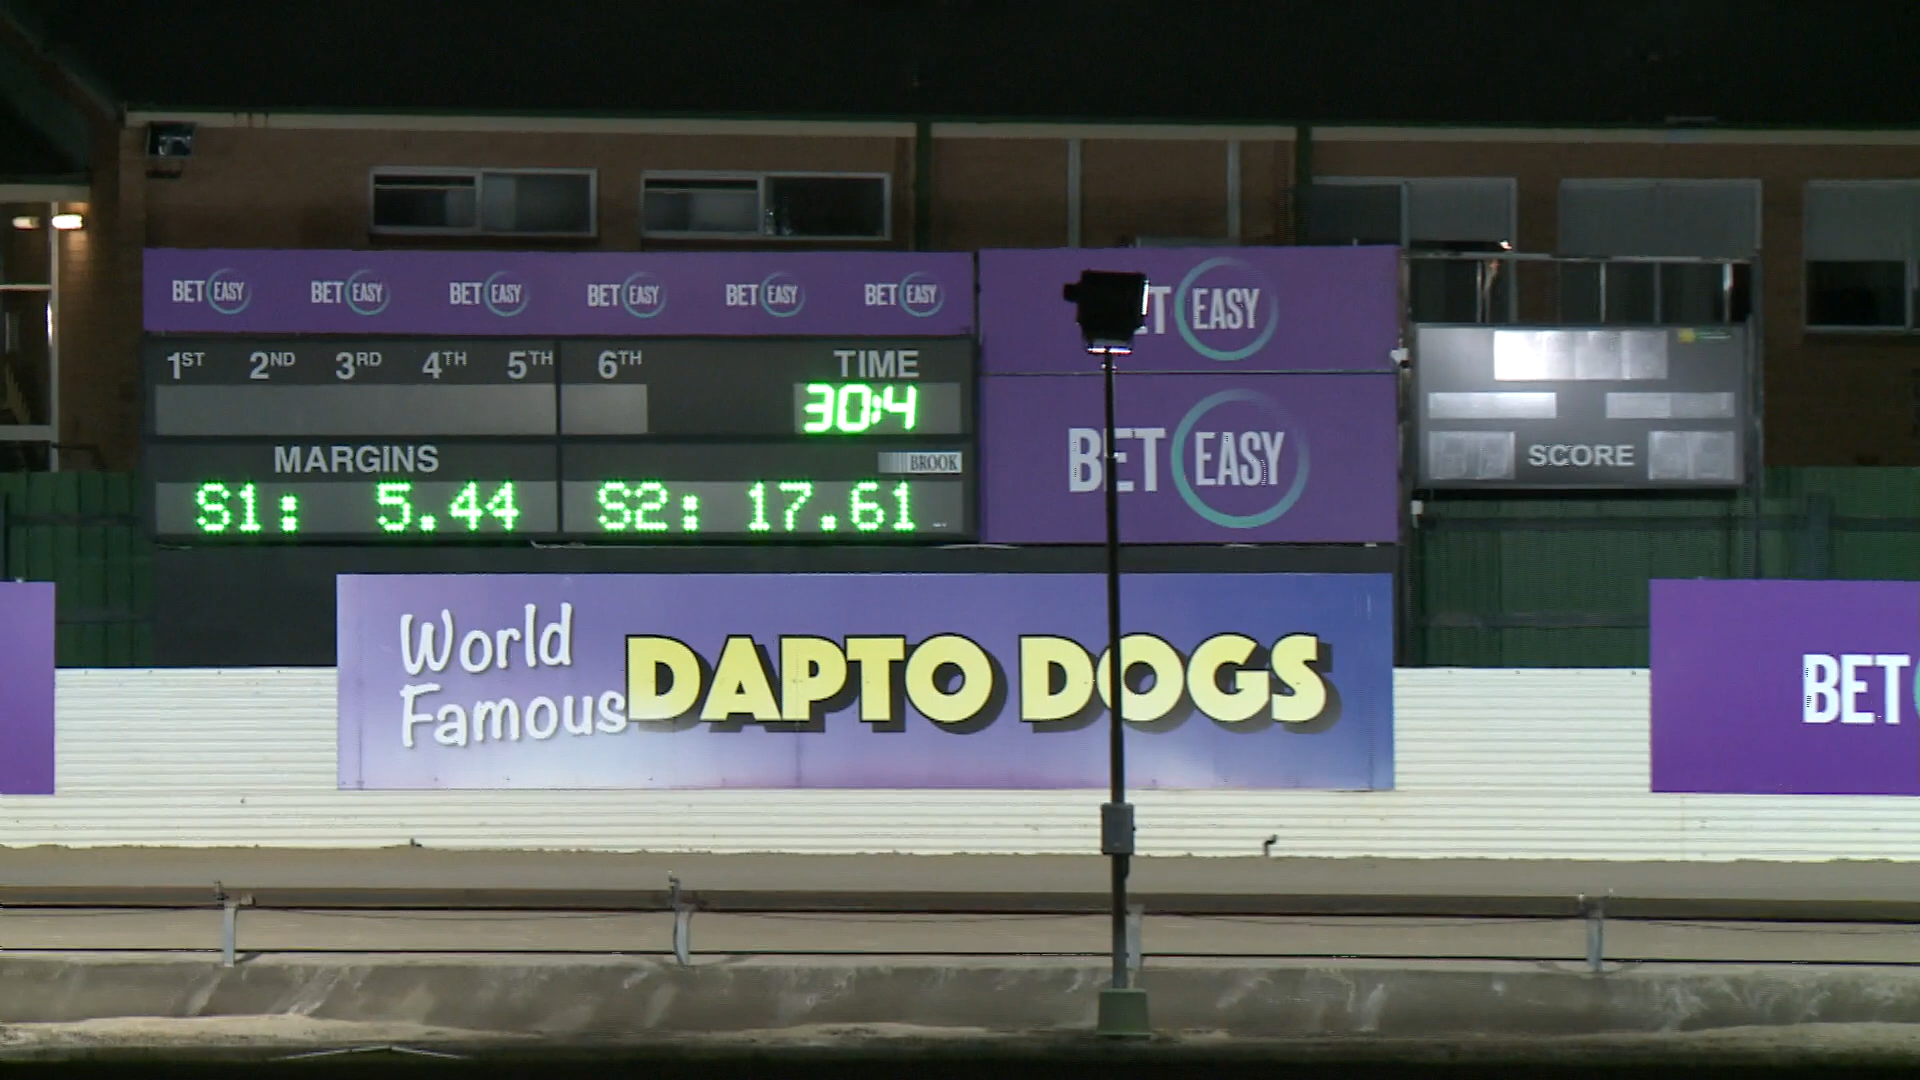 BET EASY BET EASY BET EASY BET EASY BET EASY BET EASY
EASY
1ST 2ND 3RD 4TH 5TH 6TH TIME
30:4
MARGINS BROOK
S1: 5.44 S2: 17.61
BET EASY
SCORE
World
Famous
DAPTO DOGS
BET